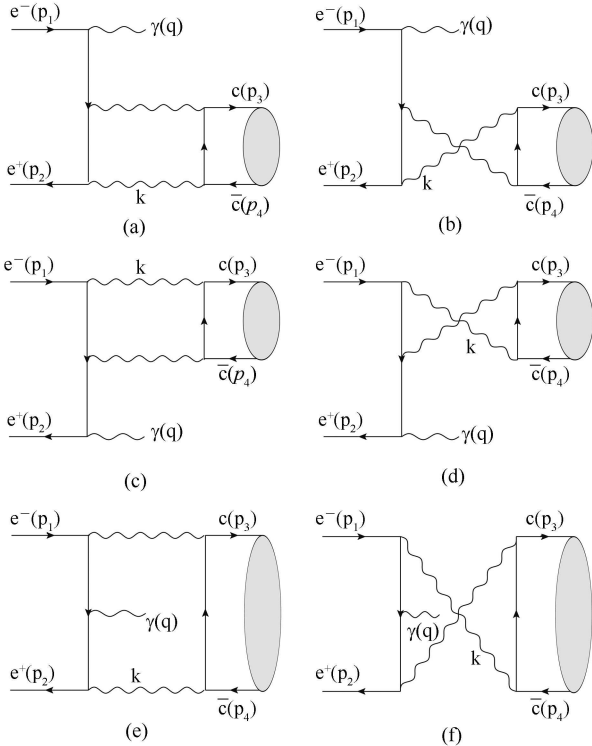 e⁻(p₁) γ(q) e⁻(p₁) γ(q)
c(p₃) c(p₃)
e⁺(p₂) e⁺(p₂)
k c̄(p₄) k c̄(p₄)
(a) (b)
e⁻(p₁) k c(p₃) e⁻(p₁) c(p₃)
c̄(p₄) k c̄(p₄)
e⁺(p₂) γ(q) e⁺(p₂) γ(q)
(c) (d)
e⁻(p₁) c(p₃) e⁻(p₁) c(p₃)
γ(q) γ(q)
e⁺(p₂) k c̄(p₄) e⁺(p₂) k c̄(p₄)
(e) (f)